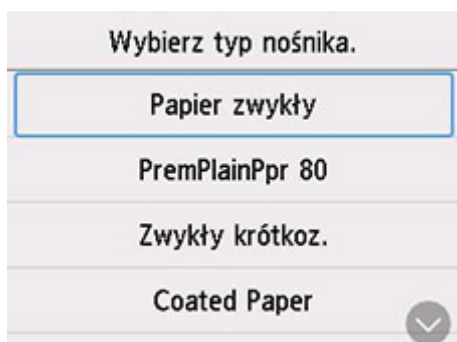 Wybierz typ nośnika.
Papier zwykły
PremPlainPpr 80
Zwykły krótkoz.
Coated Paper